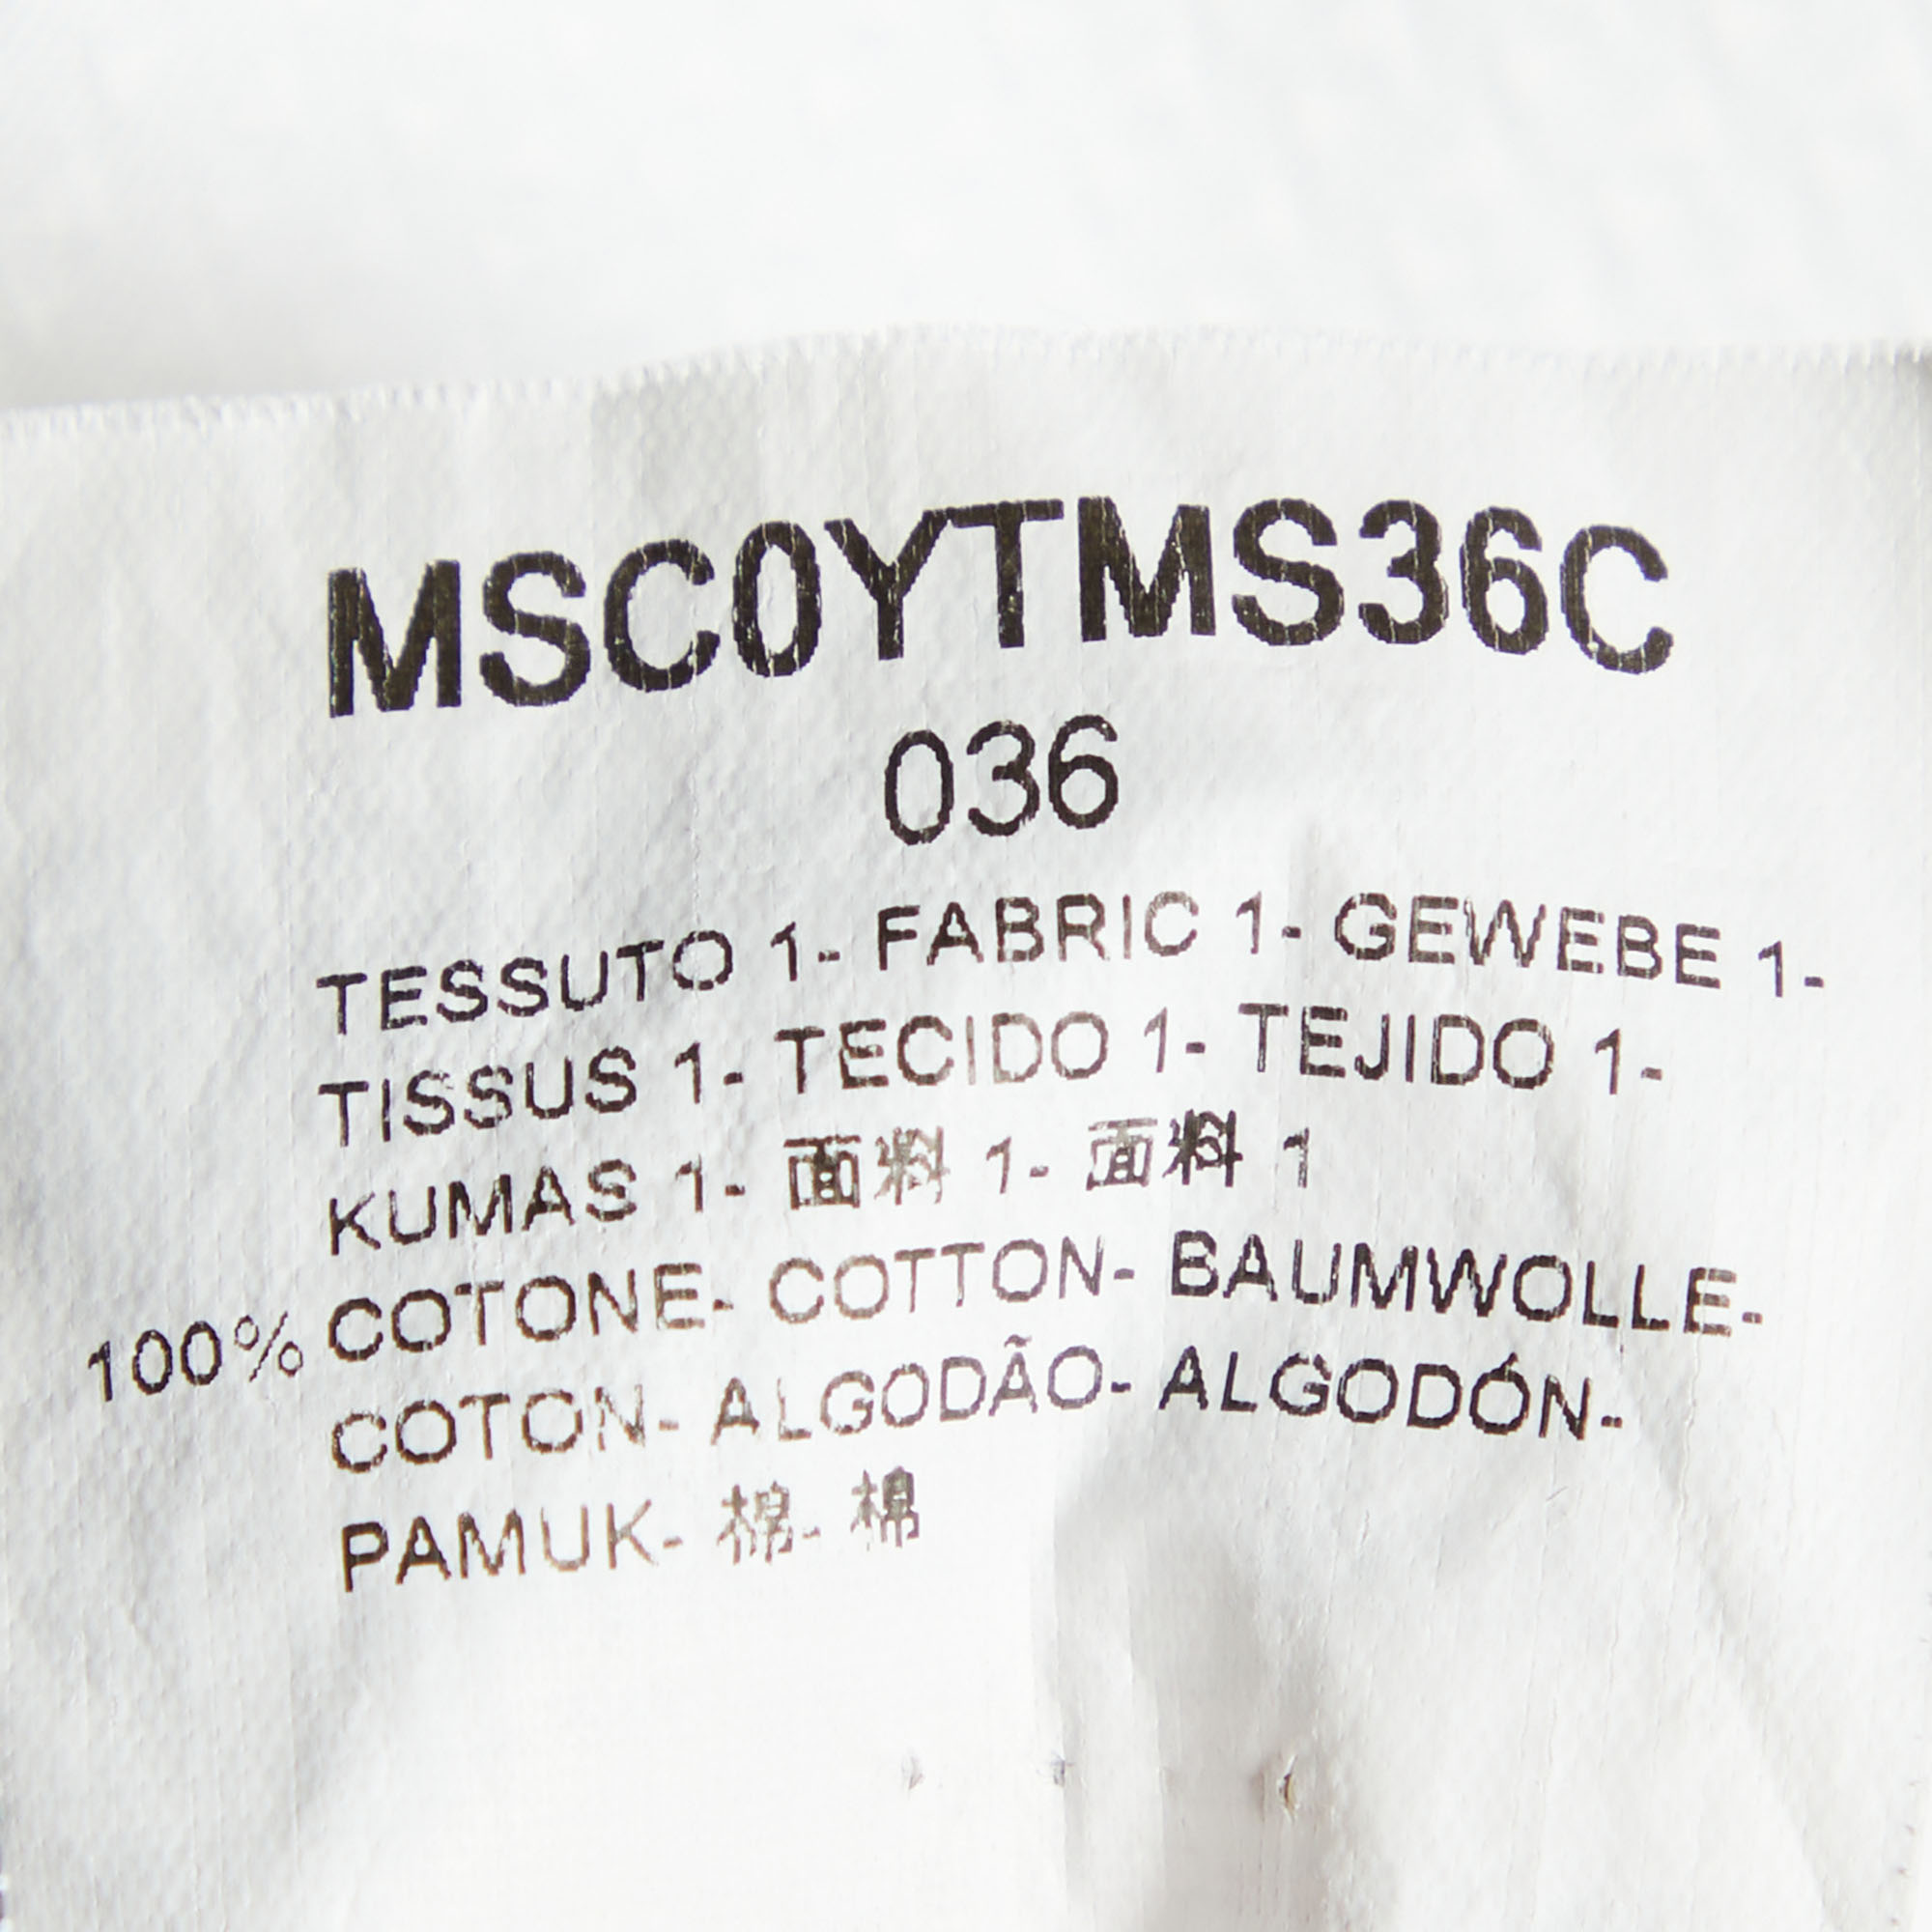 MSC0YTMS36C
036
TESSUTO 1- FABRIC 1- GEWEBE 1-
TISSUS 1- TECIDO 1- TEJIDO 1-
KUMAS 1- 面料 1- 面料 1
100% COTONE- COTTON- BAUMWOLLE-
COTON- ALGODÃO- ALGODÓN-
PAMUK- 棉- 棉